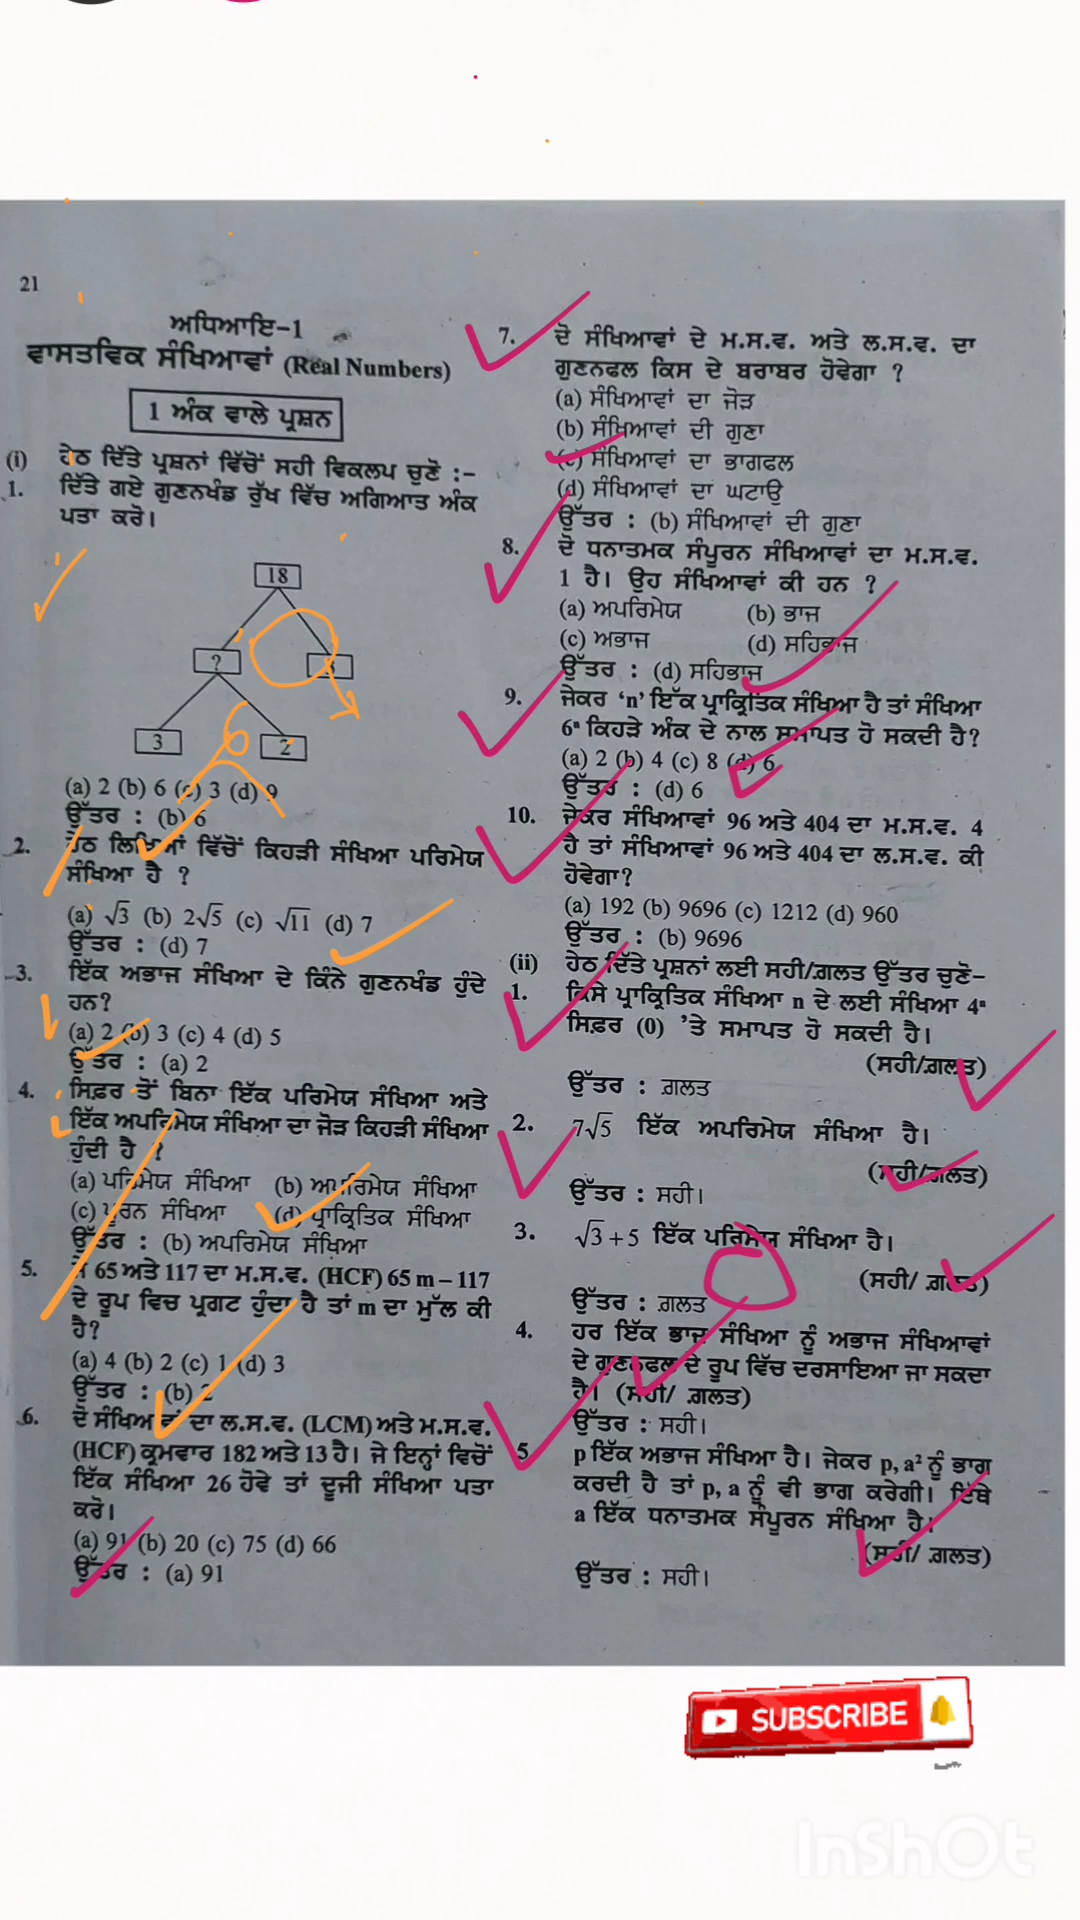 21
ਅਧਿਆਇ-1
ਵਾਸਤਵਿਕ ਸੰਖਿਆਵਾਂ (Real Numbers)
1 ਅੰਕ ਵਾਲੇ ਪ੍ਰਸ਼ਨ
(i) ਹੇਠ ਦਿੱਤੇ ਪ੍ਰਸ਼ਨਾਂ ਵਿੱਚੋਂ ਸਹੀ ਵਿਕਲਪ ਚੁਣੋ :-
1. ਦਿੱਤੇ ਗਏ ਗੁਣਨਖੰਡ ਰੁੱਖ ਵਿੱਚ ਅਗਿਆਤ ਅੰਕ
ਪਤਾ ਕਰੋ।
18
?
3 2
(a) 2 (b) 6 (c) 3 (d) 9
ਉੱਤਰ : (b) 6
2. ਹੇਠ ਲਿਖਿਆਂ ਵਿੱਚੋਂ ਕਿਹੜੀ ਸੰਖਿਆ ਪਰਿਮੇਯ
ਸੰਖਿਆ ਹੈ ?
(a) √3 (b) 2√5 (c) √11 (d) 7
ਉੱਤਰ : (d) 7
3. ਇੱਕ ਅਭਾਜ ਸੰਖਿਆ ਦੇ ਕਿੰਨੇ ਗੁਣਨਖੰਡ ਹੁੰਦੇ
ਹਨ?
(a) 2 (b) 3 (c) 4 (d) 5
ਉੱਤਰ : (a) 2
4. ਸਿਫ਼ਰ ਤੋਂ ਬਿਨਾ ਇੱਕ ਪਰਿਮੇਯ ਸੰਖਿਆ ਅਤੇ
ਇੱਕ ਅਪਰਿਮੇਯ ਸੰਖਿਆ ਦਾ ਜੋੜ ਕਿਹੜੀ ਸੰਖਿਆ
ਹੁੰਦੀ ਹੈ ?
(a) ਪਰਿਮੇਯ ਸੰਖਿਆ (b) ਅਪਰਿਮੇਯ ਸੰਖਿਆ
(c) ਪੂਰਨ ਸੰਖਿਆ (d) ਪ੍ਰਾਕ੍ਰਿਤਿਕ ਸੰਖਿਆ
ਉੱਤਰ : (b) ਅਪਰਿਮੇਯ ਸੰਖਿਆ
5. ਜੇ 65 ਅਤੇ 117 ਦਾ ਮ.ਸ.ਵ. (HCF) 65 m – 117
ਦੇ ਰੂਪ ਵਿਚ ਪ੍ਰਗਟ ਹੁੰਦਾ ਹੈ ਤਾਂ m ਦਾ ਮੁੱਲ ਕੀ
ਹੈ?
(a) 4 (b) 2 (c) 1 (d) 3
ਉੱਤਰ : (b) 2
6. ਦੋ ਸੰਖਿਆਵਾਂ ਦਾ ਲ.ਸ.ਵ. (LCM) ਅਤੇ ਮ.ਸ.ਵ.
(HCF) ਕ੍ਰਮਵਾਰ 182 ਅਤੇ 13 ਹੈ। ਜੇ ਇਨ੍ਹਾਂ ਵਿਚੋਂ
ਇੱਕ ਸੰਖਿਆ 26 ਹੋਵੇ ਤਾਂ ਦੂਜੀ ਸੰਖਿਆ ਪਤਾ
ਕਰੋ।
(a) 91 (b) 20 (c) 75 (d) 66
ਉੱਤਰ : (a) 91
7. ਦੋ ਸੰਖਿਆਵਾਂ ਦੇ ਮ.ਸ.ਵ. ਅਤੇ ਲ.ਸ.ਵ. ਦਾ
ਗੁਣਨਫਲ ਕਿਸ ਦੇ ਬਰਾਬਰ ਹੋਵੇਗਾ ?
(a) ਸੰਖਿਆਵਾਂ ਦਾ ਜੋੜ
(b) ਸੰਖਿਆਵਾਂ ਦੀ ਗੁਣਾ
(c) ਸੰਖਿਆਵਾਂ ਦਾ ਭਾਗਫਲ
(d) ਸੰਖਿਆਵਾਂ ਦਾ ਘਟਾਉ
ਉੱਤਰ : (b) ਸੰਖਿਆਵਾਂ ਦੀ ਗੁਣਾ
8. ਦੋ ਧਨਾਤਮਕ ਸੰਪੂਰਨ ਸੰਖਿਆਵਾਂ ਦਾ ਮ.ਸ.ਵ.
1 ਹੈ। ਉਹ ਸੰਖਿਆਵਾਂ ਕੀ ਹਨ ?
(a) ਅਪਰਿਮੇਯ (b) ਭਾਜ
(c) ਅਭਾਜ (d) ਸਹਿਭਾਜ
ਉੱਤਰ : (d) ਸਹਿਭਾਜ
9. ਜੇਕਰ ‘n’ ਇੱਕ ਪ੍ਰਾਕ੍ਰਿਤਿਕ ਸੰਖਿਆ ਹੈ ਤਾਂ ਸੰਖਿਆ
6ⁿ ਕਿਹੜੇ ਅੰਕ ਦੇ ਨਾਲ ਸਮਾਪਤ ਹੋ ਸਕਦੀ ਹੈ?
(a) 2 (b) 4 (c) 8 (d) 6
ਉੱਤਰ : (d) 6
10. ਜੇਕਰ ਸੰਖਿਆਵਾਂ 96 ਅਤੇ 404 ਦਾ ਮ.ਸ.ਵ. 4
ਹੈ ਤਾਂ ਸੰਖਿਆਵਾਂ 96 ਅਤੇ 404 ਦਾ ਲ.ਸ.ਵ. ਕੀ
ਹੋਵੇਗਾ?
(a) 192 (b) 9696 (c) 1212 (d) 960
ਉੱਤਰ : (b) 9696
(ii) ਹੇਠ ਦਿੱਤੇ ਪ੍ਰਸ਼ਨਾਂ ਲਈ ਸਹੀ/ਗ਼ਲਤ ਉੱਤਰ ਚੁਣੋ–
1. ਕਿਸੇ ਪ੍ਰਾਕ੍ਰਿਤਿਕ ਸੰਖਿਆ n ਦੇ ਲਈ ਸੰਖਿਆ 4ⁿ
ਸਿਫ਼ਰ (0) ’ਤੇ ਸਮਾਪਤ ਹੋ ਸਕਦੀ ਹੈ।
(ਸਹੀ/ਗ਼ਲਤ)
ਉੱਤਰ : ਗ਼ਲਤ
2. 7√5 ਇੱਕ ਅਪਰਿਮੇਯ ਸੰਖਿਆ ਹੈ।
(ਸਹੀ/ਗ਼ਲਤ)
ਉੱਤਰ : ਸਹੀ।
3. √3 + 5 ਇੱਕ ਪਰਿਮੇਯ ਸੰਖਿਆ ਹੈ।
(ਸਹੀ/ ਗ਼ਲਤ)
ਉੱਤਰ : ਗ਼ਲਤ
4. ਹਰ ਇੱਕ ਭਾਜ ਸੰਖਿਆ ਨੂੰ ਅਭਾਜ ਸੰਖਿਆਵਾਂ
ਦੇ ਗੁਣਨਫਲ ਦੇ ਰੂਪ ਵਿੱਚ ਦਰਸਾਇਆ ਜਾ ਸਕਦਾ
ਹੈ। (ਸਹੀ/ ਗ਼ਲਤ)
ਉੱਤਰ : ਸਹੀ।
5 p ਇੱਕ ਅਭਾਜ ਸੰਖਿਆ ਹੈ। ਜੇਕਰ p, a² ਨੂੰ ਭਾਗ
ਕਰਦੀ ਹੈ ਤਾਂ p, a ਨੂੰ ਵੀ ਭਾਗ ਕਰੇਗੀ। ਇੱਥੇ
a ਇੱਕ ਧਨਾਤਮਕ ਸੰਪੂਰਨ ਸੰਖਿਆ ਹੈ।
(ਸਹੀ/ ਗ਼ਲਤ)
ਉੱਤਰ : ਸਹੀ।
SUBSCRIBE
InShOt